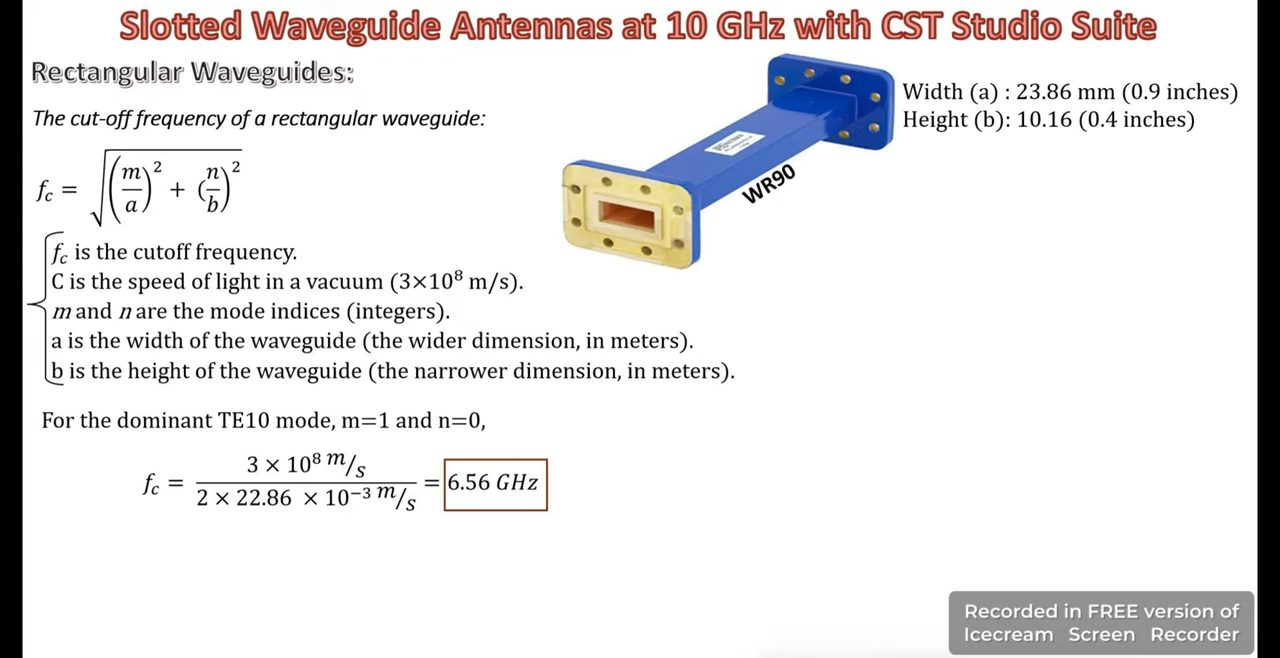 Slotted Waveguide Antennas at 10 GHz with CST Studio Suite
Rectangular Waveguides:
Width (a) : 23.86 mm (0.9 inches)
Height (b): 10.16 (0.4 inches)
The cut-off frequency of a rectangular waveguide:
WR90
f_c = √((m/a)² + (n/b)²)
f_c is the cutoff frequency.
C is the speed of light in a vacuum (3×10⁸ m/s).
m and n are the mode indices (integers).
a is the width of the waveguide (the wider dimension, in meters).
b is the height of the waveguide (the narrower dimension, in meters).
For the dominant TE10 mode, m=1 and n=0,
f_c = (3 × 10⁸ m/s) / (2 × 22.86 × 10⁻³ m/s) = 6.56 GHz
Recorded in FREE version of
Icecream Screen Recorder